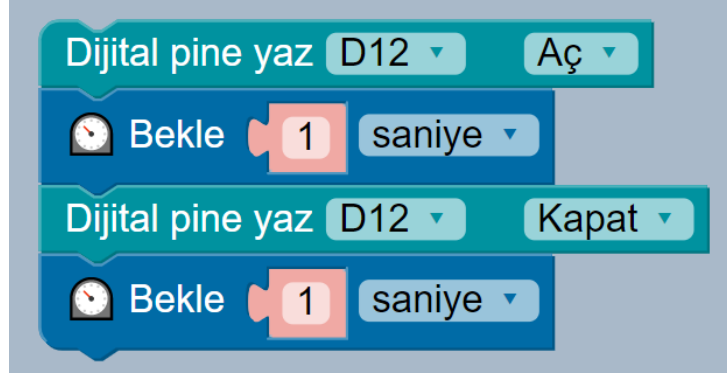 Dijital pine yaz D12 Aç
Bekle 1 saniye
Dijital pine yaz D12 Kapat
Bekle 1 saniye